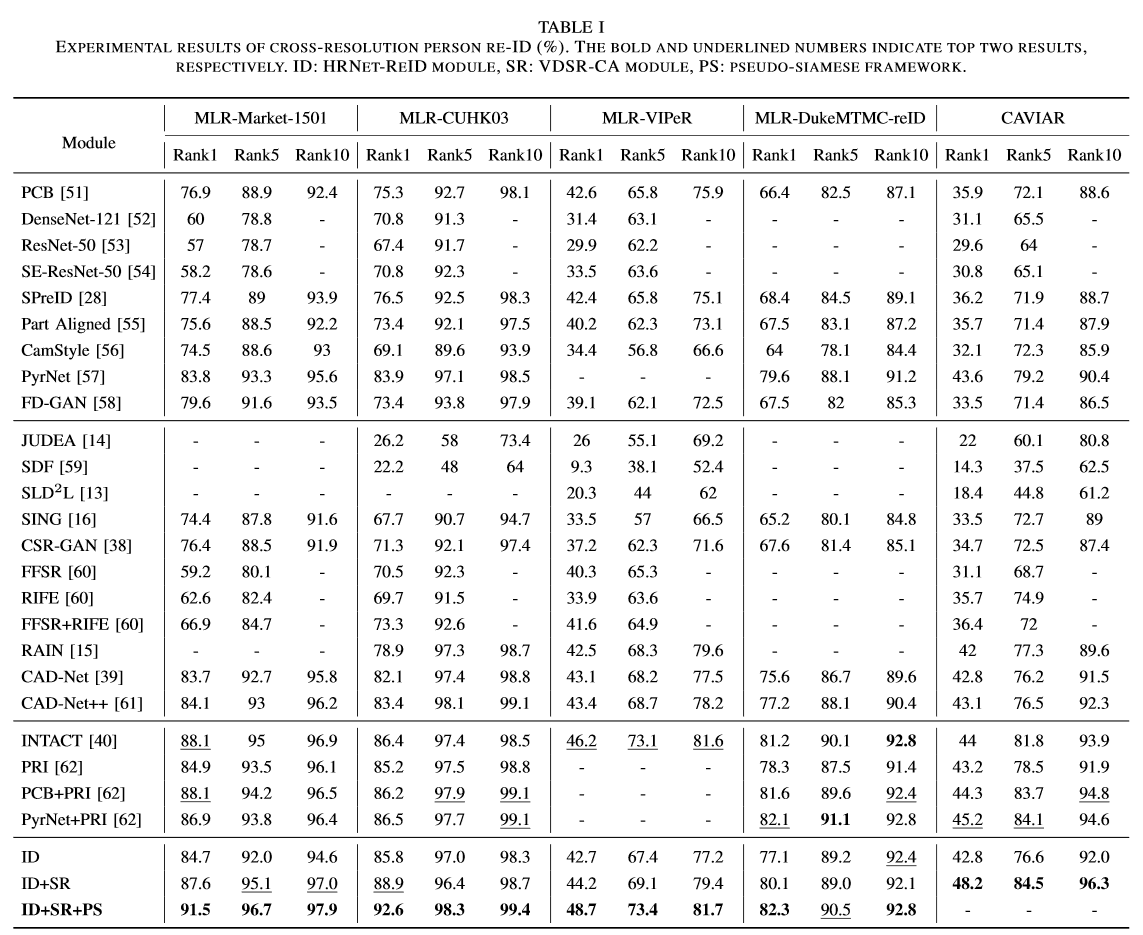 TABLE I
EXPERIMENTAL RESULTS OF CROSS-RESOLUTION PERSON RE-ID (%). THE BOLD AND UNDERLINED NUMBERS INDICATE TOP TWO RESULTS,
RESPECTIVELY. ID: HRNET-REID MODULE, SR: VDSR-CA MODULE, PS: PSEUDO-SIAMESE FRAMEWORK.
Module MLR-Market-1501 MLR-CUHK03 MLR-VIPeR MLR-DukeMTMC-reID CAVIAR
Rank1 Rank5 Rank10 Rank1 Rank5 Rank10 Rank1 Rank5 Rank10 Rank1 Rank5 Rank10 Rank1 Rank5 Rank10
PCB [51] 76.9 88.9 92.4 75.3 92.7 98.1 42.6 65.8 75.9 66.4 82.5 87.1 35.9 72.1 88.6
DenseNet-121 [52] 60 78.8 - 70.8 91.3 - 31.4 63.1 - - - - 31.1 65.5 -
ResNet-50 [53] 57 78.7 - 67.4 91.7 - 29.9 62.2 - - - - 29.6 64 -
SE-ResNet-50 [54] 58.2 78.6 - 70.8 92.3 - 33.5 63.6 - - - - 30.8 65.1 -
SPreID [28] 77.4 89 93.9 76.5 92.5 98.3 42.4 65.8 75.1 68.4 84.5 89.1 36.2 71.9 88.7
Part Aligned [55] 75.6 88.5 92.2 73.4 92.1 97.5 40.2 62.3 73.1 67.5 83.1 87.2 35.7 71.4 87.9
CamStyle [56] 74.5 88.6 93 69.1 89.6 93.9 34.4 56.8 66.6 64 78.1 84.4 32.1 72.3 85.9
PyrNet [57] 83.8 93.3 95.6 83.9 97.1 98.5 - - - 79.6 88.1 91.2 43.6 79.2 90.4
FD-GAN [58] 79.6 91.6 93.5 73.4 93.8 97.9 39.1 62.1 72.5 67.5 82 85.3 33.5 71.4 86.5
JUDEA [14] - - - 26.2 58 73.4 26 55.1 69.2 - - - 22 60.1 80.8
SDF [59] - - - 22.2 48 64 9.3 38.1 52.4 - - - 14.3 37.5 62.5
SLD²L [13] - - - - - - 20.3 44 62 - - - 18.4 44.8 61.2
SING [16] 74.4 87.8 91.6 67.7 90.7 94.7 33.5 57 66.5 65.2 80.1 84.8 33.5 72.7 89
CSR-GAN [38] 76.4 88.5 91.9 71.3 92.1 97.4 37.2 62.3 71.6 67.6 81.4 85.1 34.7 72.5 87.4
FFSR [60] 59.2 80.1 - 70.5 92.3 - 40.3 65.3 - - - - 31.1 68.7 -
RIFE [60] 62.6 82.4 - 69.7 91.5 - 33.9 63.6 - - - - 35.7 74.9 -
FFSR+RIFE [60] 66.9 84.7 - 73.3 92.6 - 41.6 64.9 - - - - 36.4 72 -
RAIN [15] - - - 78.9 97.3 98.7 42.5 68.3 79.6 - - - 42 77.3 89.6
CAD-Net [39] 83.7 92.7 95.8 82.1 97.4 98.8 43.1 68.2 77.5 75.6 86.7 89.6 42.8 76.2 91.5
CAD-Net++ [61] 84.1 93 96.2 83.4 98.1 99.1 43.4 68.7 78.2 77.2 88.1 90.4 43.1 76.5 92.3
INTACT [40] 88.1 95 96.9 86.4 97.4 98.5 46.2 73.1 81.6 81.2 90.1 92.8 44 81.8 93.9
PRI [62] 84.9 93.5 96.1 85.2 97.5 98.8 - - - 78.3 87.5 91.4 43.2 78.5 91.9
PCB+PRI [62] 88.1 94.2 96.5 86.2 97.9 99.1 - - - 81.6 89.6 92.4 44.3 83.7 94.8
PyrNet+PRI [62] 86.9 93.8 96.4 86.5 97.7 99.1 - - - 82.1 91.1 92.8 45.2 84.1 94.6
ID 84.7 92.0 94.6 85.8 97.0 98.3 42.7 67.4 77.2 77.1 89.2 92.4 42.8 76.6 92.0
ID+SR 87.6 95.1 97.0 88.9 96.4 98.7 44.2 69.1 79.4 80.1 89.0 92.1 48.2 84.5 96.3
ID+SR+PS 91.5 96.7 97.9 92.6 98.3 99.4 48.7 73.4 81.7 82.3 90.5 92.8 - - -